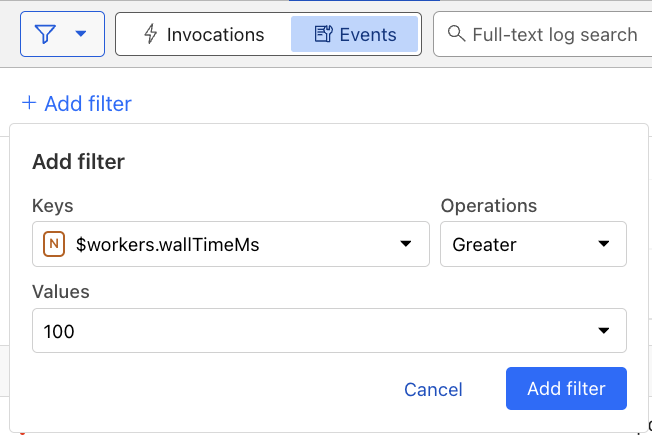 Invocations Events Full-text log search
+ Add filter
Add filter
Keys Operations
N $workers.wallTimeMs Greater
Values
100
Cancel Add filter